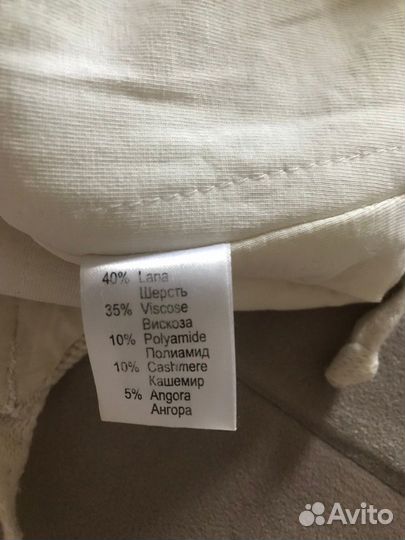 40% Lana
Шерсть
35% Viscose
Вискоза
10% Polyamide
Полиамид
10% Cashmere
Кашемир
5% Angora
Ангора
Avito